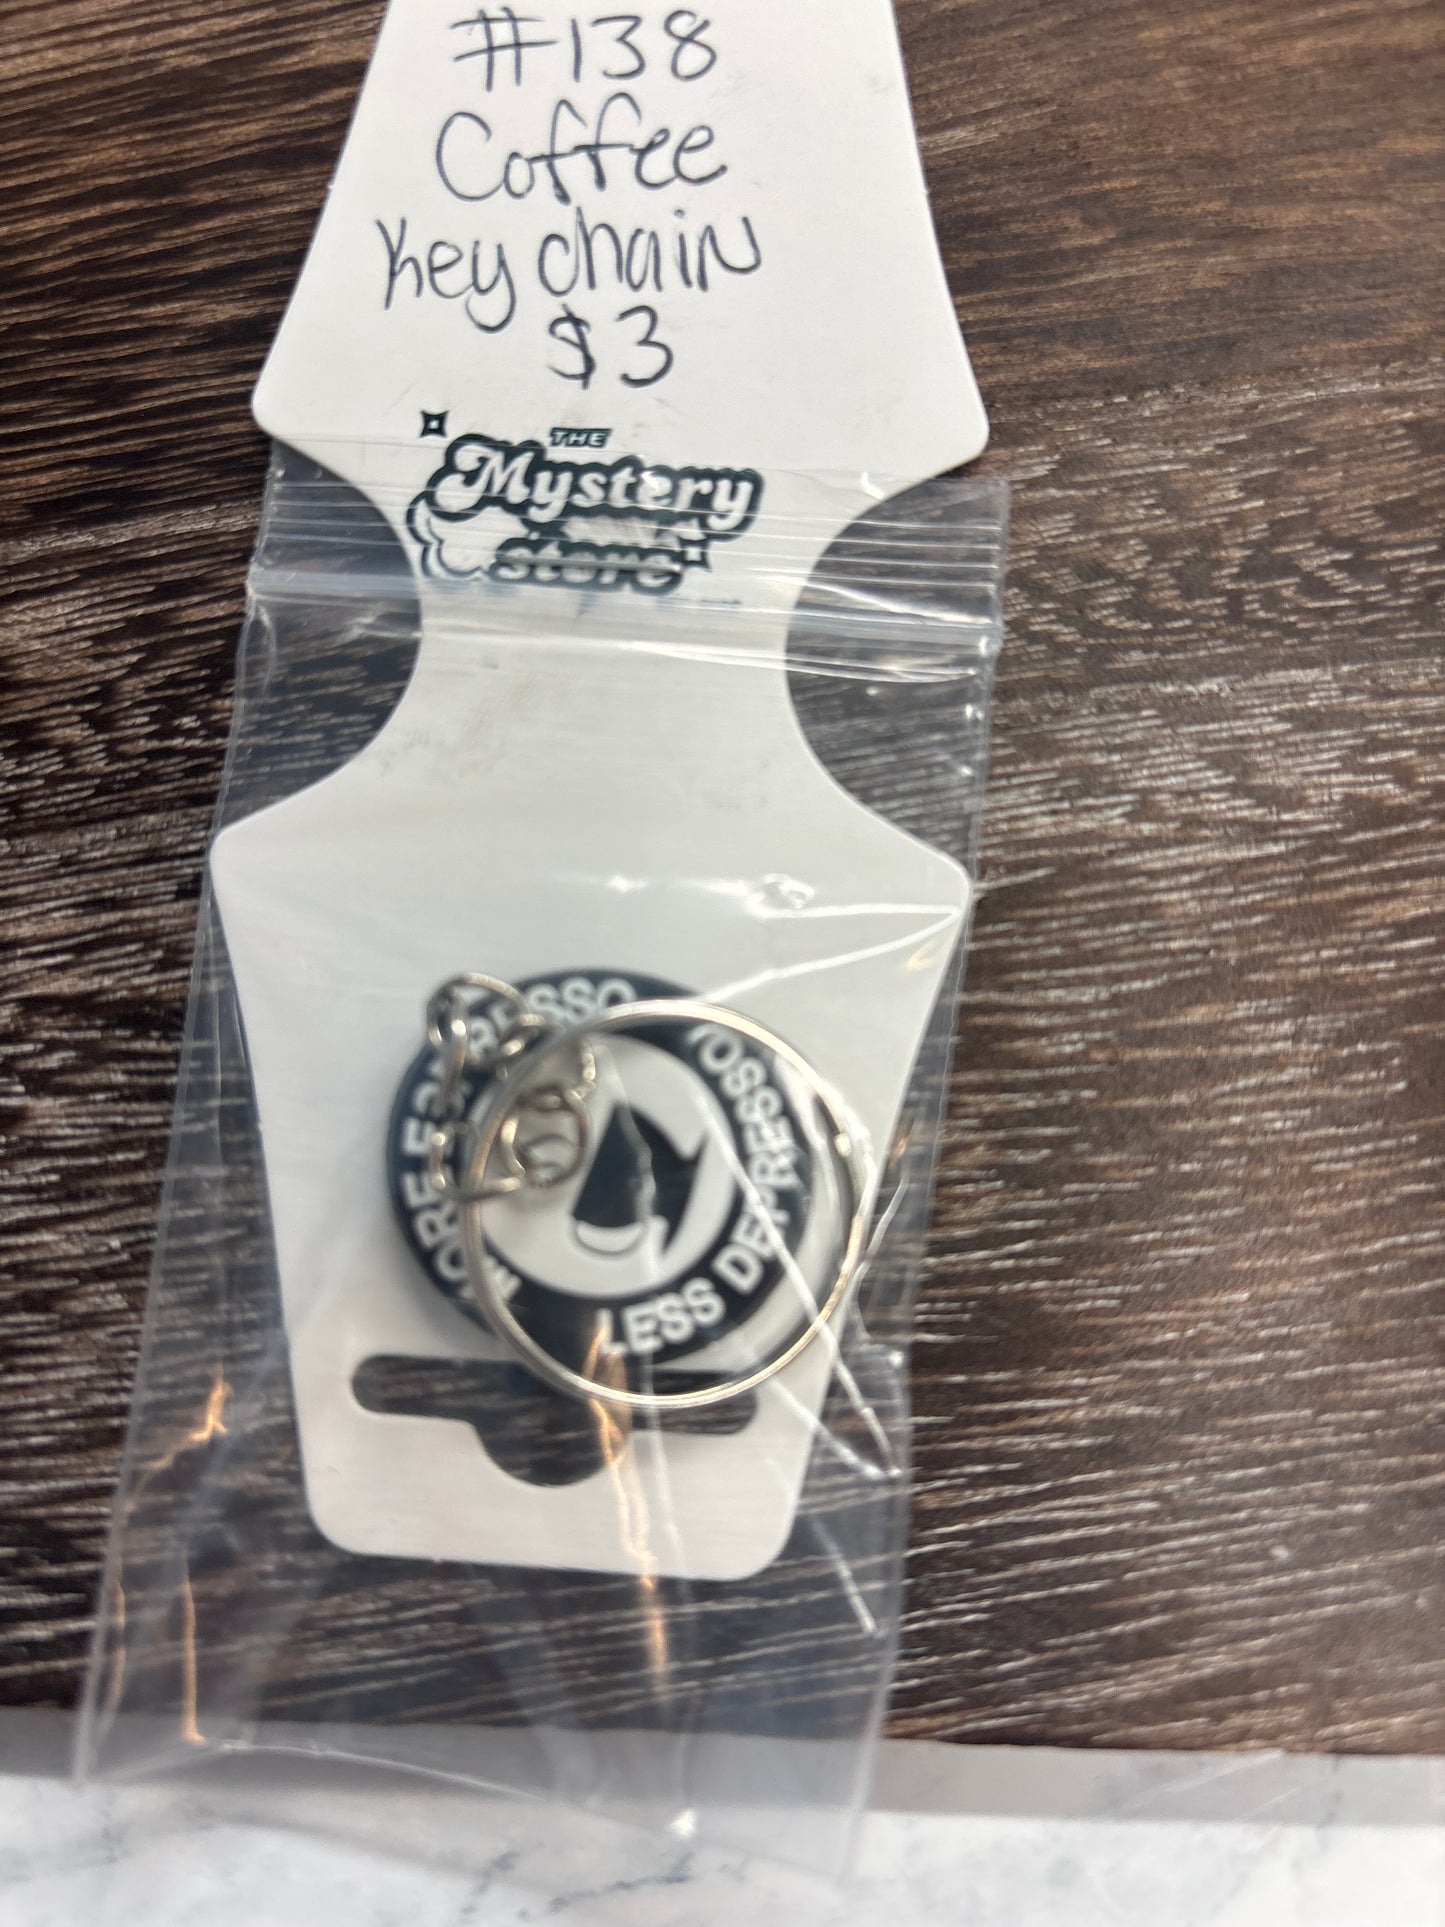 #138
Coffee
Key chain
$3
THE
Mystery
store
MORE ESPRESSO
LESS DEPRESSO